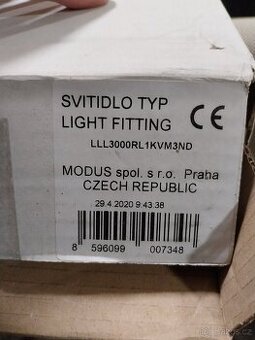 SVITIDLO TYP
LIGHT FITTING
CE
LLL3000RL1KVM3ND
MODUS spol. s r.o. Praha
CZECH REPUBLIC
29.4.2020 9.43.38
8 596099 007348